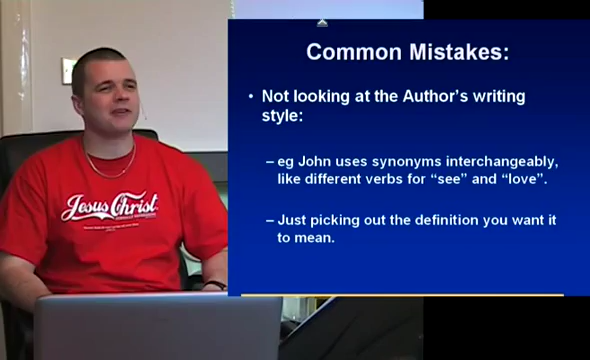 Common Mistakes:
• Not looking at the Author's writing
style:
– eg John uses synonyms interchangeably,
like different verbs for “see” and “love”.
– Just picking out the definition you want it
to mean.
Jesus Christ